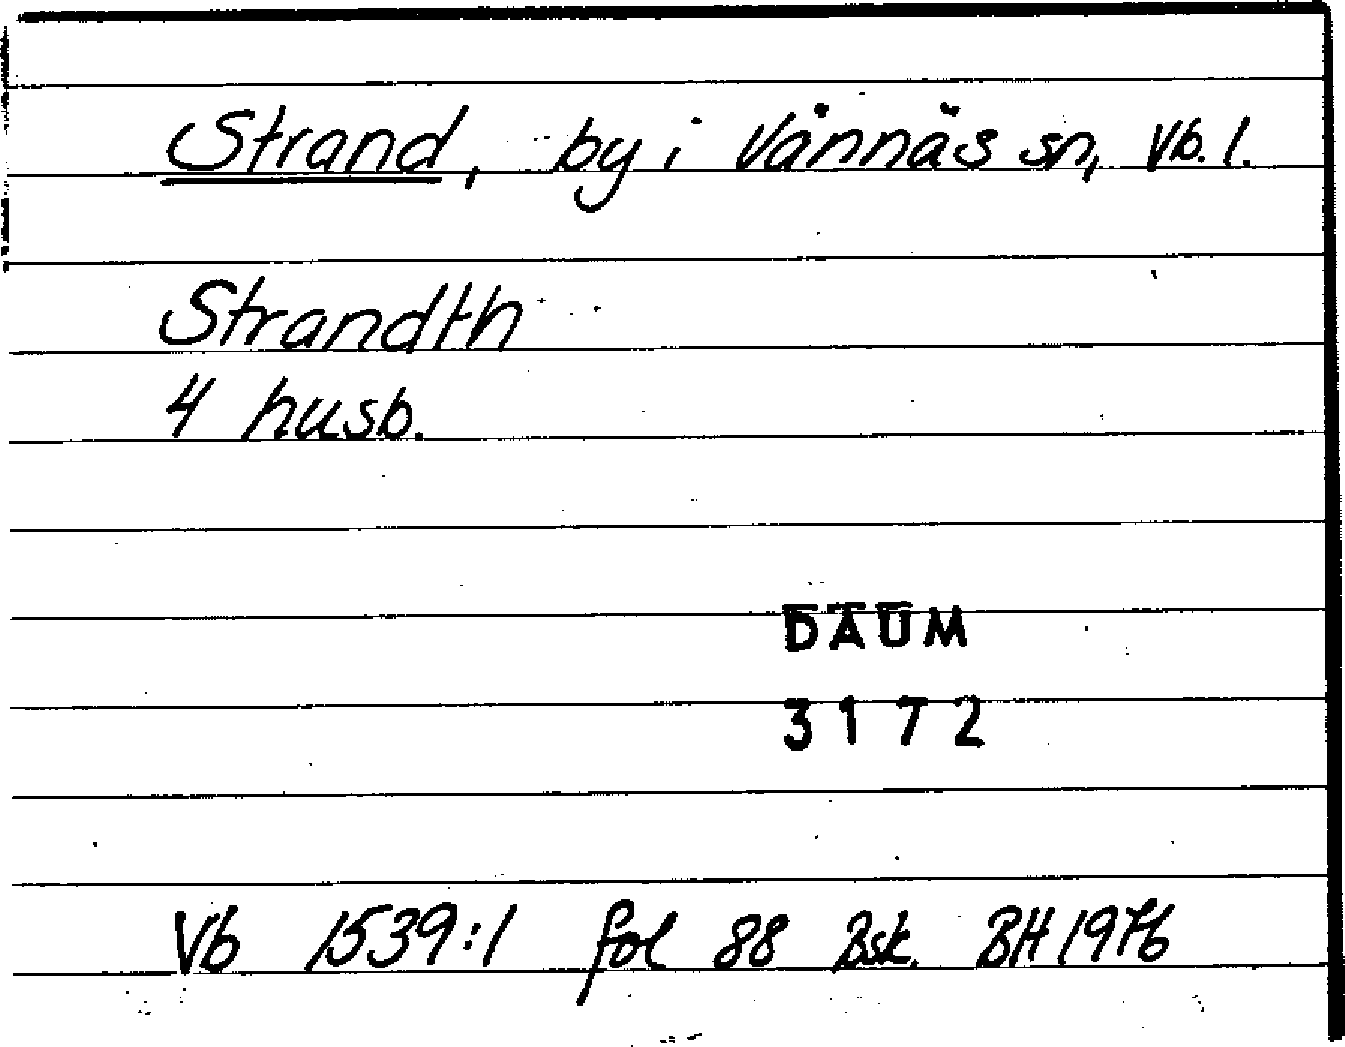 Strand, by i Vännäs sn, Vb. l.
Strandth
4 husb.
DAUM
3172
Vb 1539:1 fol 88 Bsk. BH 1976